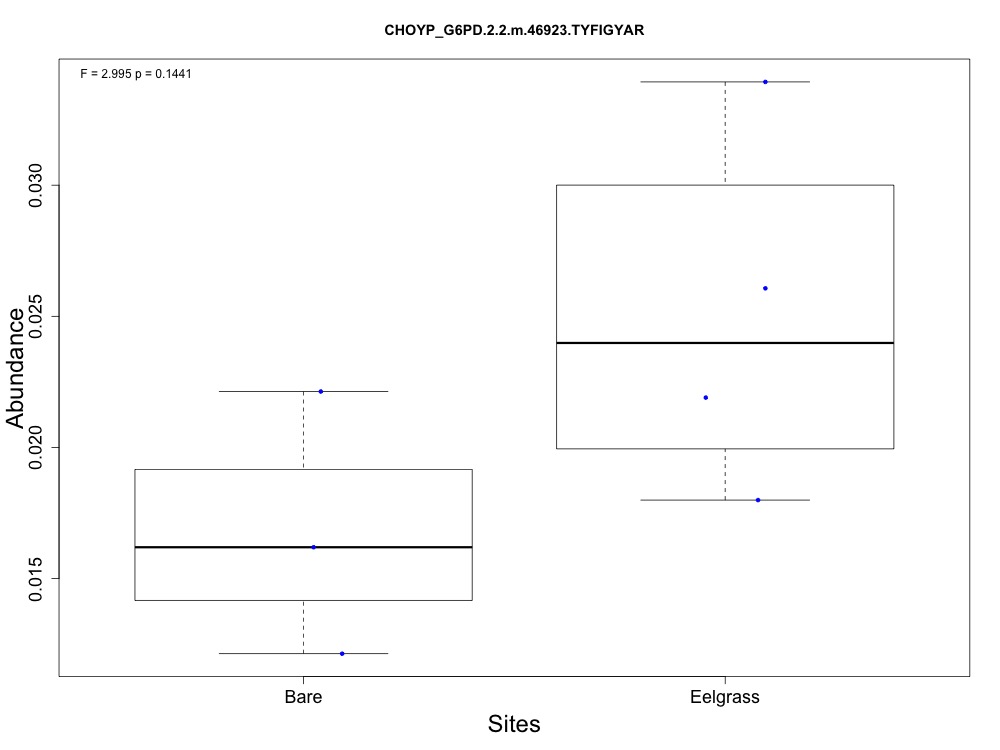 CHOYP_G6PD.2.2.m.46923.TYFIGYAR
F = 2.995 p = 0.1441
0.030
0.025
0.020
0.015
Abundance
Bare
Eelgrass
Sites